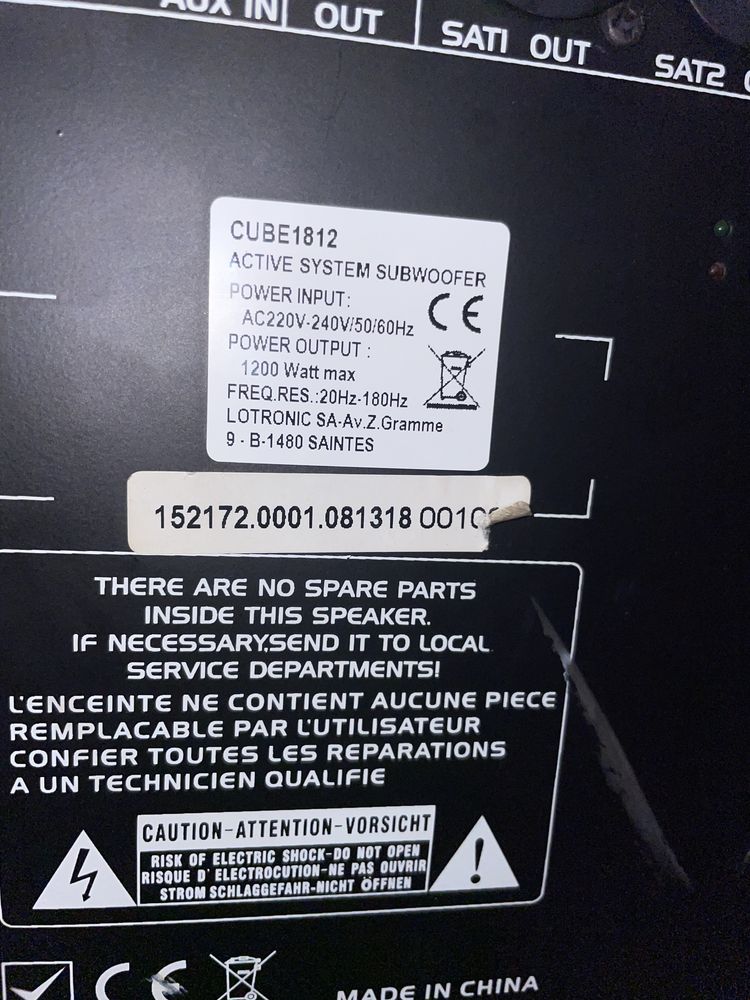 AUX IN OUT SAT1 OUT SAT2
CUBE1812
ACTIVE SYSTEM SUBWOOFER
POWER INPUT:
AC220V-240V/50/60Hz
POWER OUTPUT :
1200 Watt max
FREQ.RES.:20Hz-180Hz
LOTRONIC SA-Av.Z.Gramme
9 - B-1480 SAINTES
CE
152172.0001.081318
THERE ARE NO SPARE PARTS
INSIDE THIS SPEAKER.
IF NECESSARY,SEND IT TO LOCAL
SERVICE DEPARTMENTS!
L'ENCEINTE NE CONTIENT AUCUNE PIECE
REMPLACABLE PAR L'UTILISATEUR
CONFIER TOUTES LES REPARATIONS
A UN TECHNICIEN QUALIFIE
CAUTION-ATTENTION-VORSICHT
RISK OF ELECTRIC SHOCK-DO NOT OPEN
RISQUE D' ELECTROCUTION-NE PAS OUVRIR
STROM SCHLAGGEFAHR-NICHT ÖFFNEN
CE
MADE IN CHINA